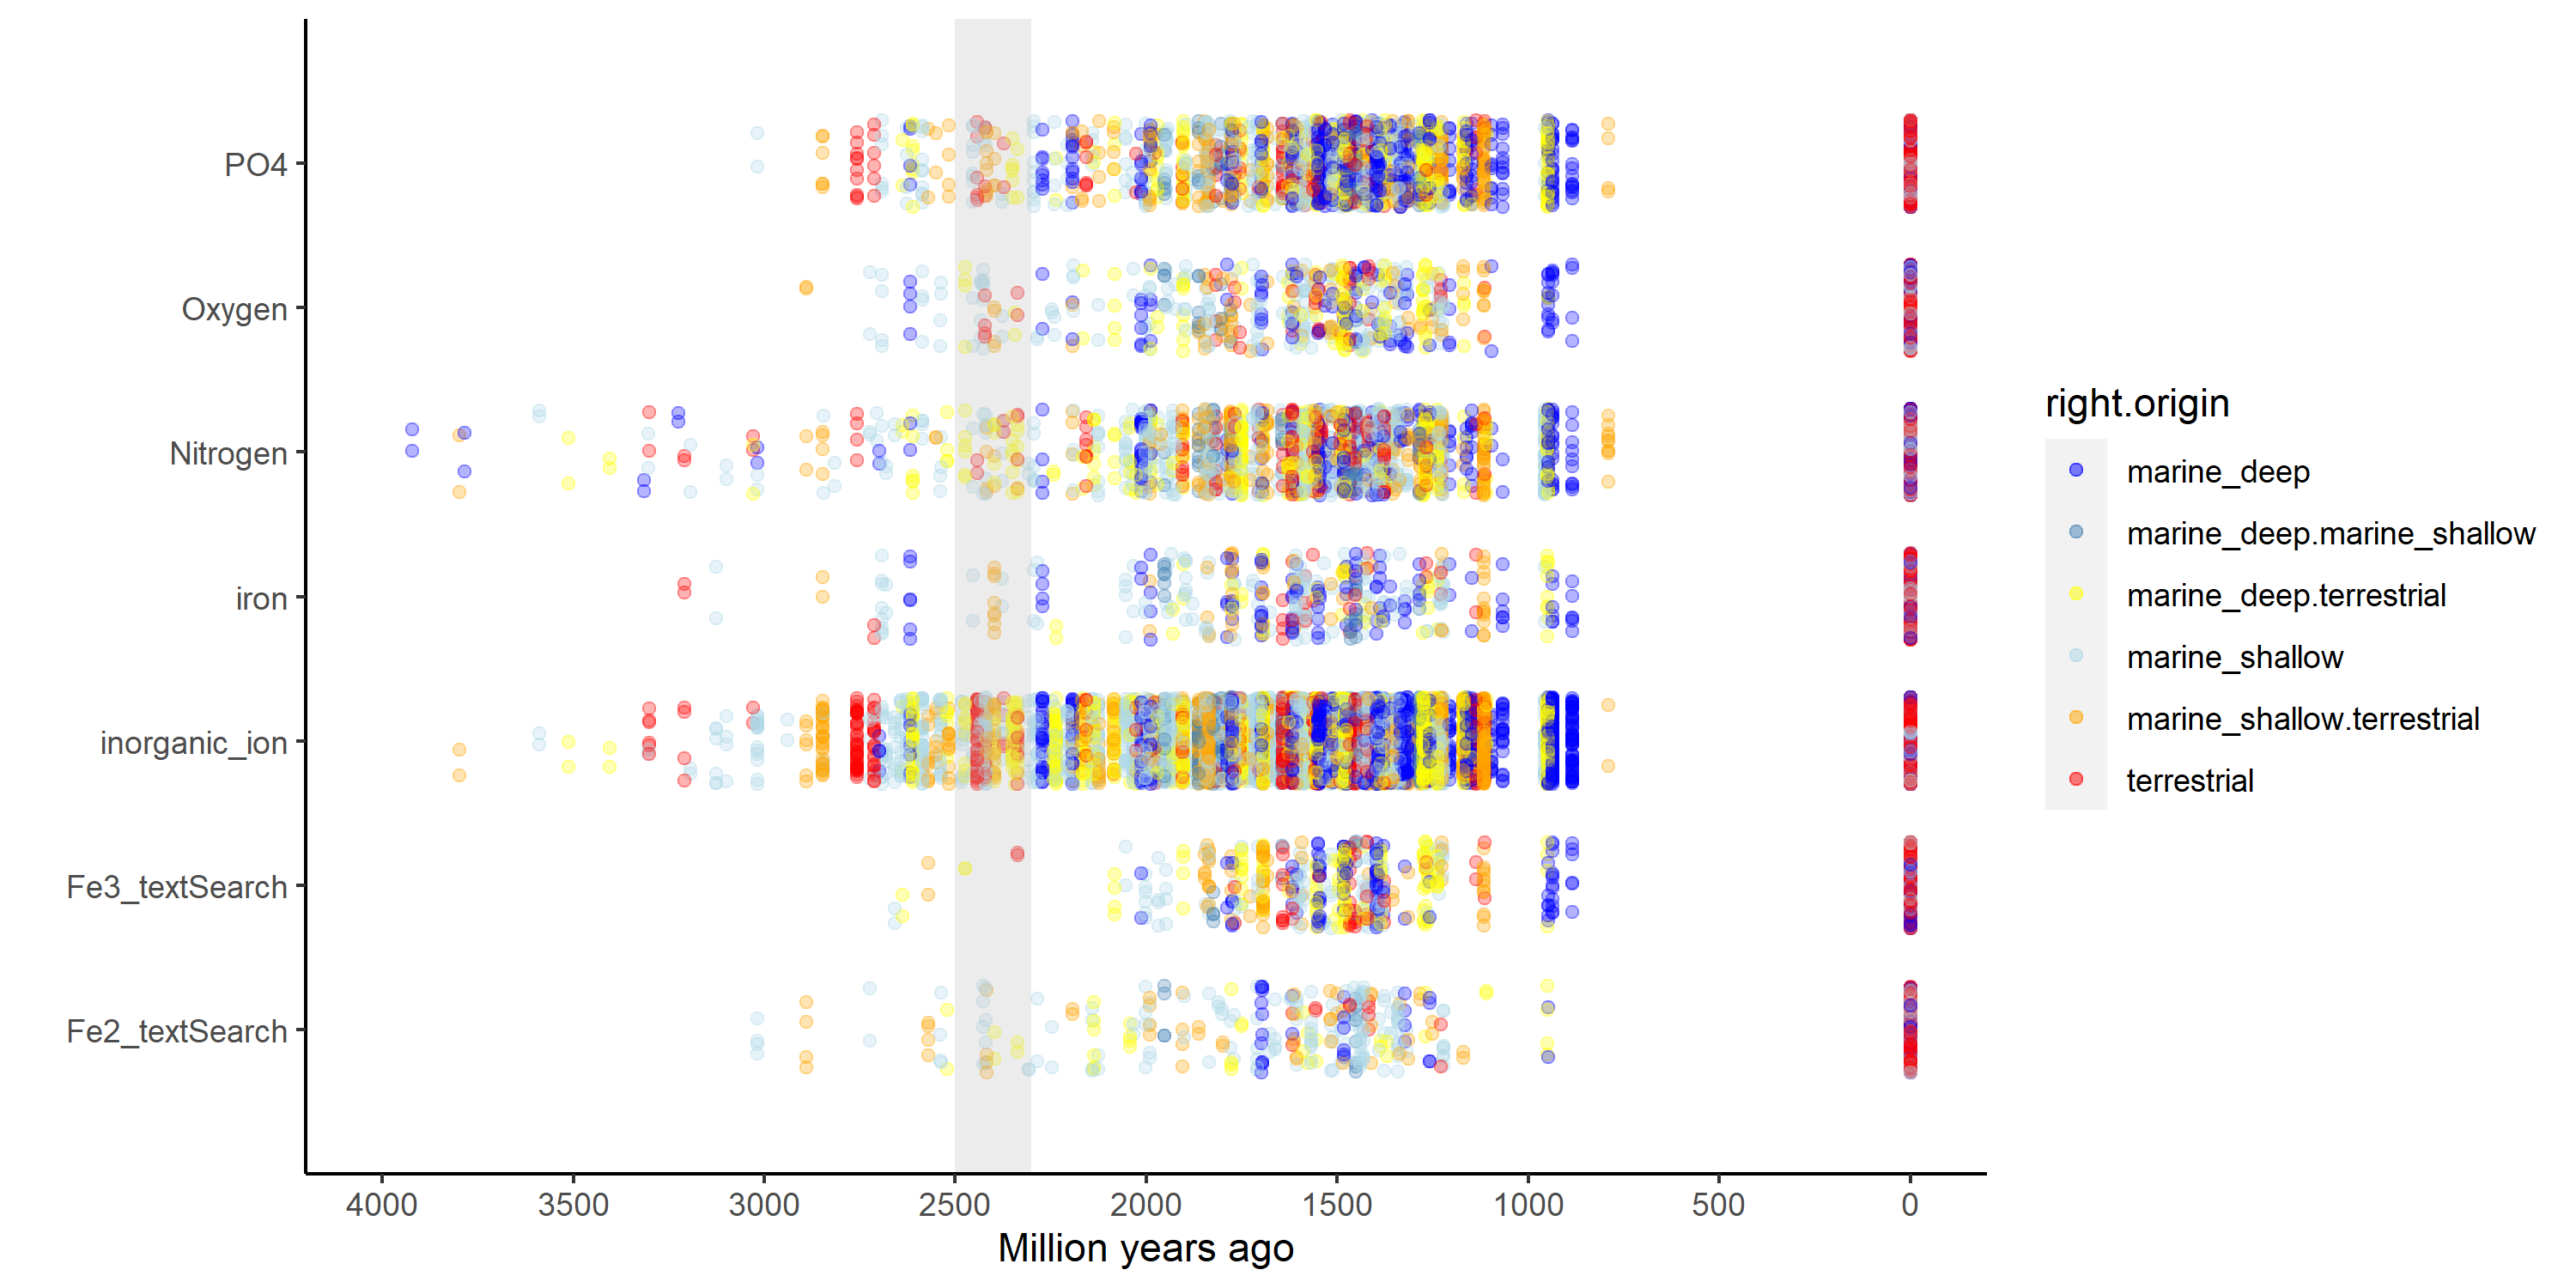 PO4
Oxygen
Nitrogen
iron
inorganic_ion
Fe3_textSearch
Fe2_textSearch
4000 3500 3000 2500 2000 1500 1000 500 0
Million years ago
right.origin
marine_deep
marine_deep.marine_shallow
marine_deep.terrestrial
marine_shallow
marine_shallow.terrestrial
terrestrial